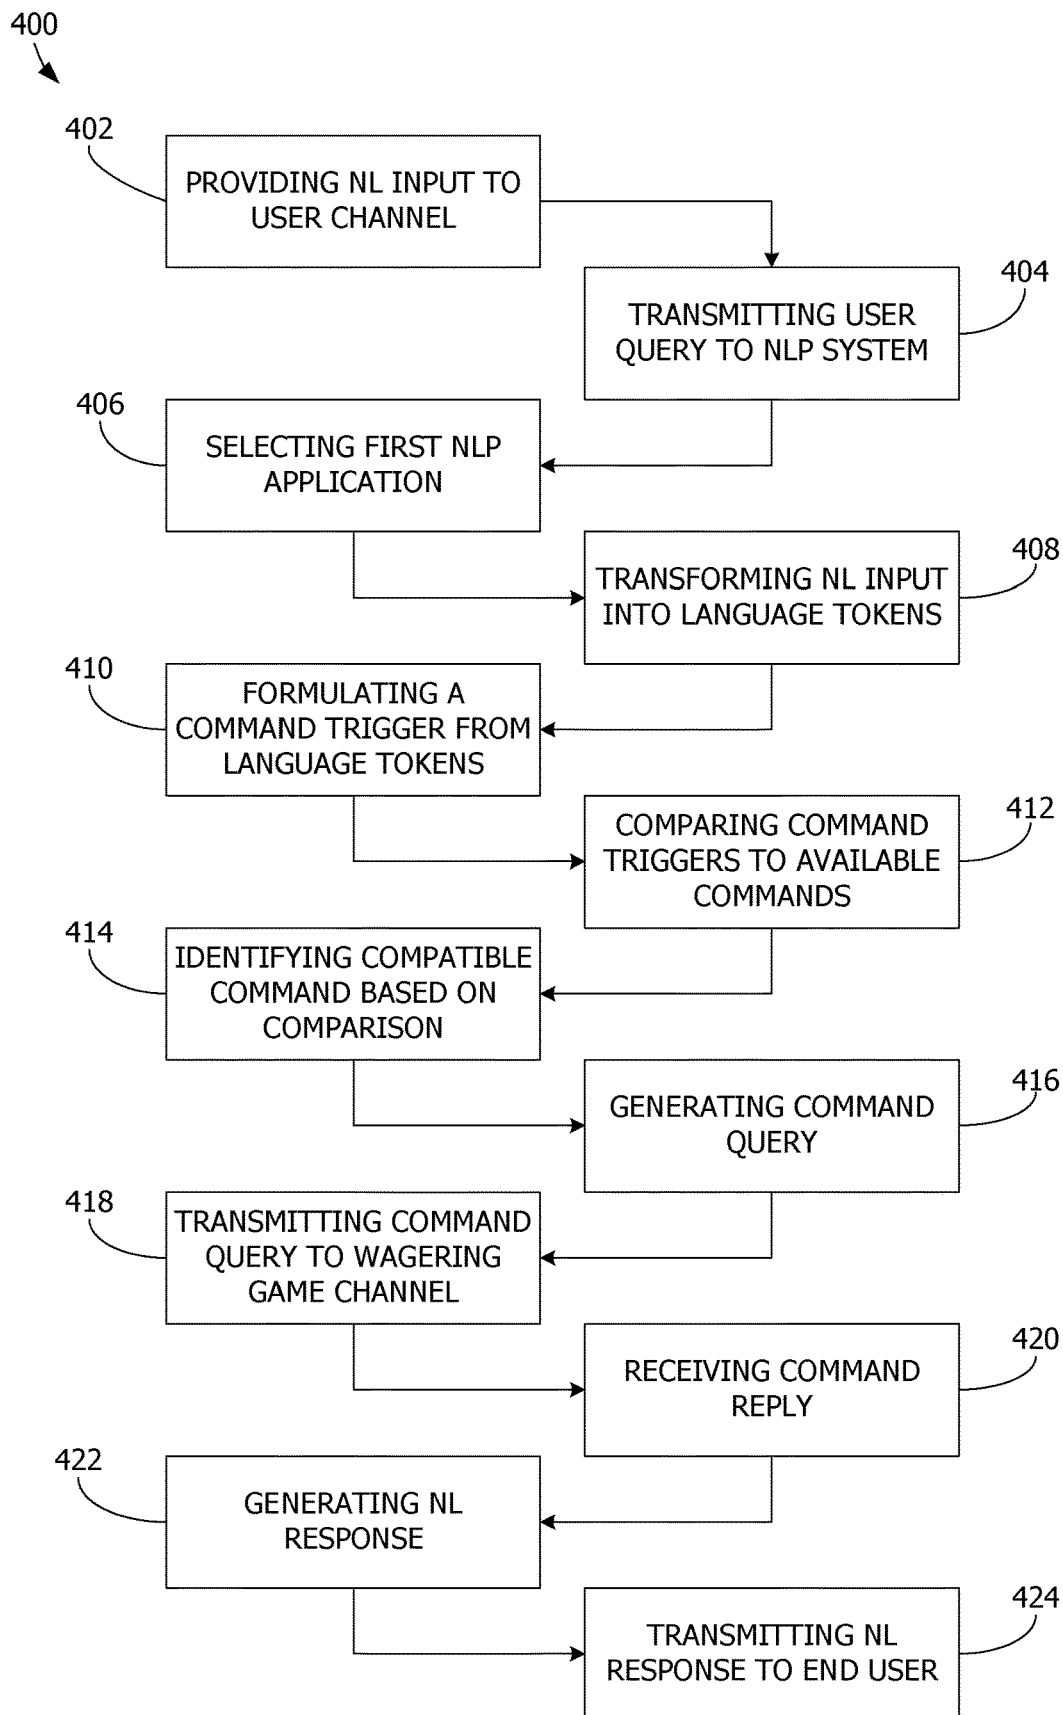 400
402
PROVIDING NL INPUT TO
USER CHANNEL
404
TRANSMITTING USER
QUERY TO NLP SYSTEM
406
SELECTING FIRST NLP
APPLICATION
408
TRANSFORMING NL INPUT
INTO LANGUAGE TOKENS
410
FORMULATING A
COMMAND TRIGGER FROM
LANGUAGE TOKENS
412
COMPARING COMMAND
TRIGGERS TO AVAILABLE
COMMANDS
414
IDENTIFYING COMPATIBLE
COMMAND BASED ON
COMPARISON
416
GENERATING COMMAND
QUERY
418
TRANSMITTING COMMAND
QUERY TO WAGERING
GAME CHANNEL
420
RECEIVING COMMAND
REPLY
422
GENERATING NL
RESPONSE
424
TRANSMITTING NL
RESPONSE TO END USER